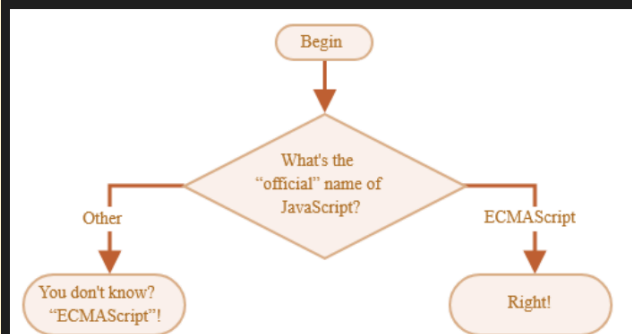 Begin
What's the
“official” name of
JavaScript?
Other
ECMAScript
You don't know?
“ECMAScript”!
Right!